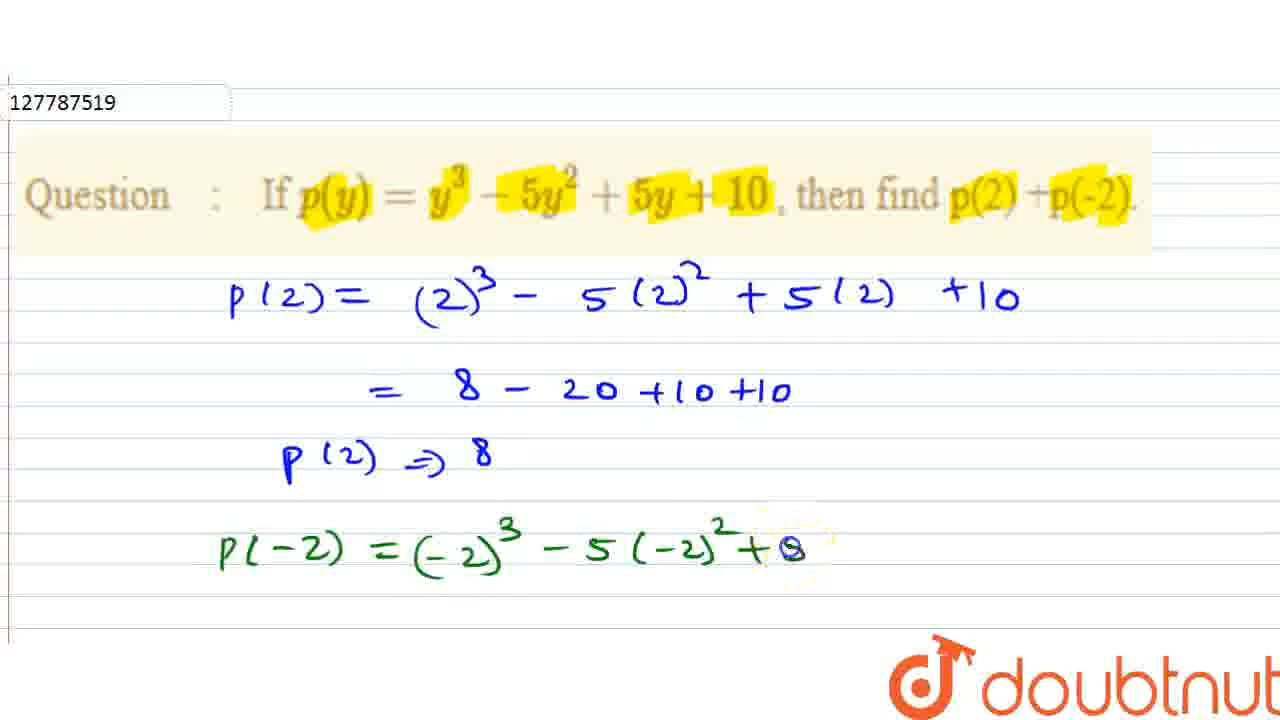 127787519
Question : If p(y) = y³ − 5y² + 5y + 10, then find p(2) +p(-2).
P(2) = (2)³ − 5(2)² + 5(2) + 10
= 8 − 20 + 10 + 10
P(2) ⇒ 8
P(−2) = (−2)³ − 5(−2)² +
doubtnut